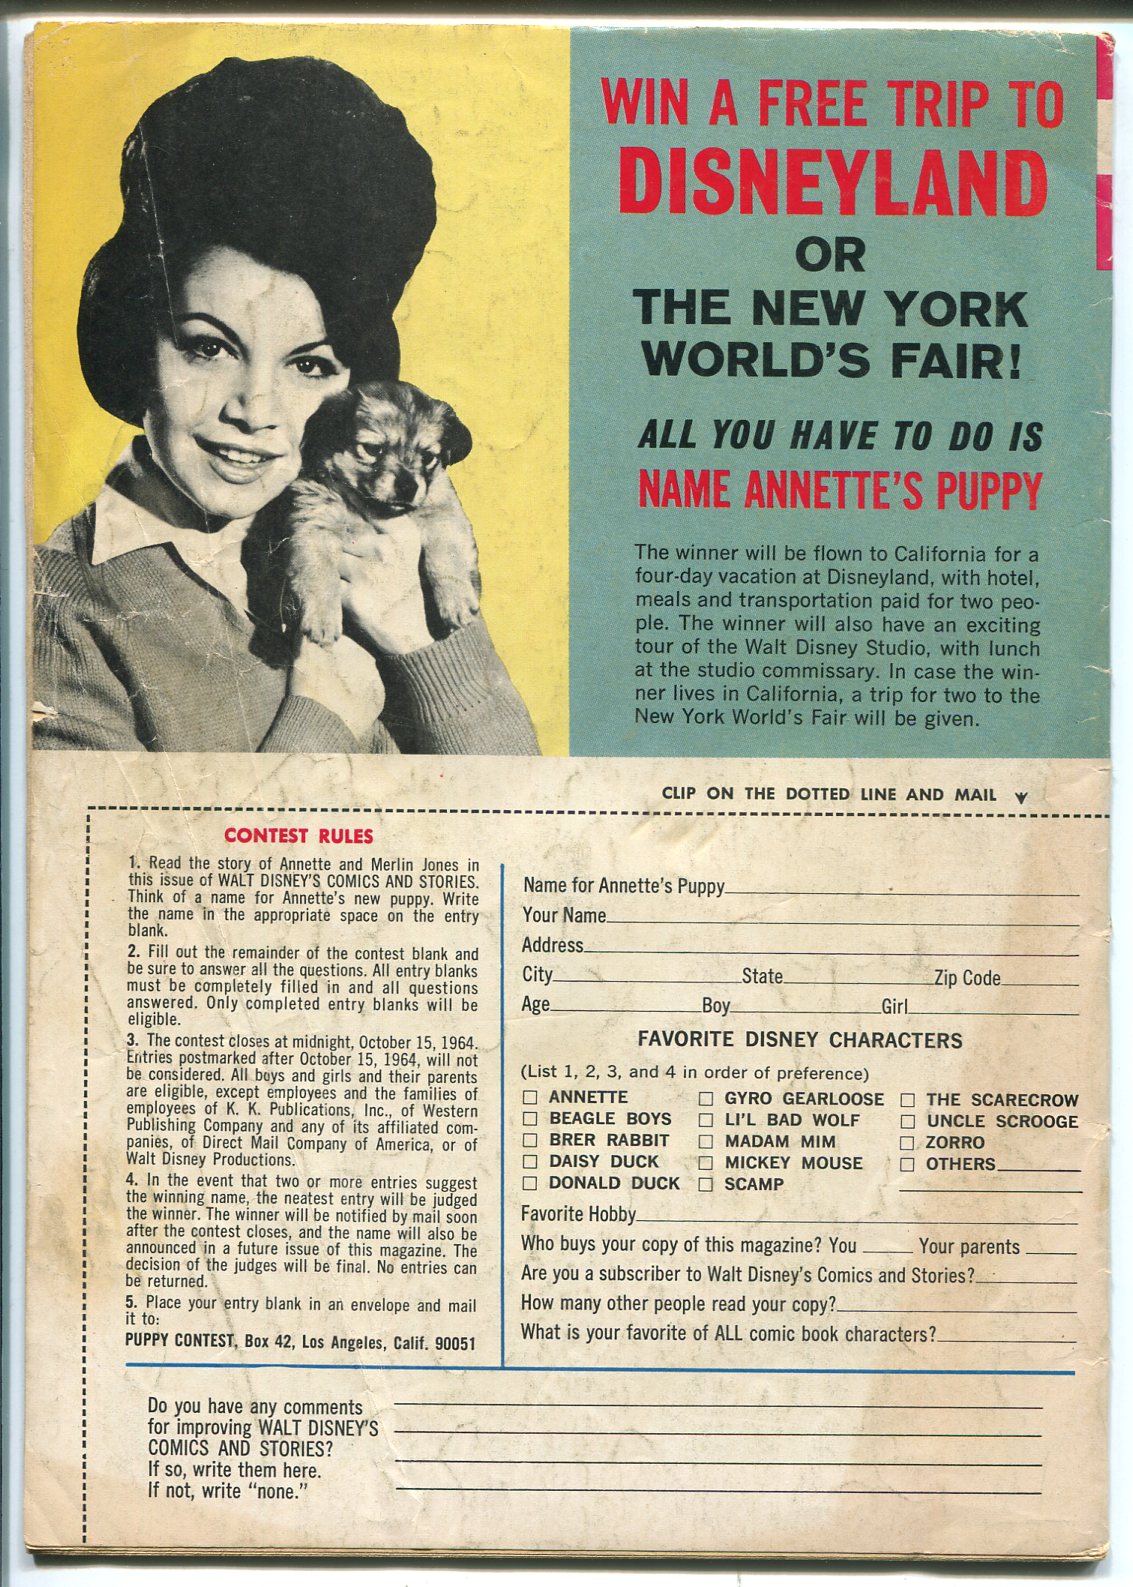 WIN A FREE TRIP TO
DISNEYLAND
OR
THE NEW YORK
WORLD'S FAIR!
ALL YOU HAVE TO DO IS
NAME ANNETTE'S PUPPY
The winner will be flown to California for a
four-day vacation at Disneyland, with hotel,
meals and transportation paid for two peo-
ple. The winner will also have an exciting
tour of the Walt Disney Studio, with lunch
at the studio commissary. In case the win-
ner lives in California, a trip for two to the
New York World's Fair will be given.
CLIP ON THE DOTTED LINE AND MAIL
CONTEST RULES
1. Read the story of Annette and Merlin Jones in
this issue of WALT DISNEY'S COMICS AND STORIES.
Think of a name for Annette's new puppy. Write
the name in the appropriate space on the entry
blank.
2. Fill out the remainder of the contest blank and
be sure to answer all the questions. All entry blanks
must be completely filled in and all questions
answered. Only completed entry blanks will be
eligible.
3. The contest closes at midnight, October 15, 1964.
Entries postmarked after October 15, 1964, will not
be considered. All boys and girls and their parents
are eligible, except employees and the families of
employees of K. K. Publications, Inc., of Western
Publishing Company and any of its affiliated com-
panies, of Direct Mail Company of America, or of
Walt Disney Productions.
4. In the event that two or more entries suggest
the winning name, the neatest entry will be judged
the winner. The winner will be notified by mail soon
after the contest closes, and the name will also be
announced in a future issue of this magazine. The
decision of the judges will be final. No entries can
be returned.
5. Place your entry blank in an envelope and mail
it to:
PUPPY CONTEST, Box 42, Los Angeles, Calif. 90051
Name for Annette's Puppy
Your Name
Address
City State Zip Code
Age Boy Girl
FAVORITE DISNEY CHARACTERS
(List 1, 2, 3, and 4 in order of preference)
ANNETTE GYRO GEARLOOSE THE SCARECROW
BEAGLE BOYS LI'L BAD WOLF UNCLE SCROOGE
BRER RABBIT MADAM MIM ZORRO
DAISY DUCK MICKEY MOUSE OTHERS
DONALD DUCK SCAMP
Favorite Hobby
Who buys your copy of this magazine? You Your parents
Are you a subscriber to Walt Disney's Comics and Stories?
How many other people read your copy?
What is your favorite of ALL comic book characters?
Do you have any comments
for improving WALT DISNEY'S
COMICS AND STORIES?
If so, write them here.
If not, write "none."